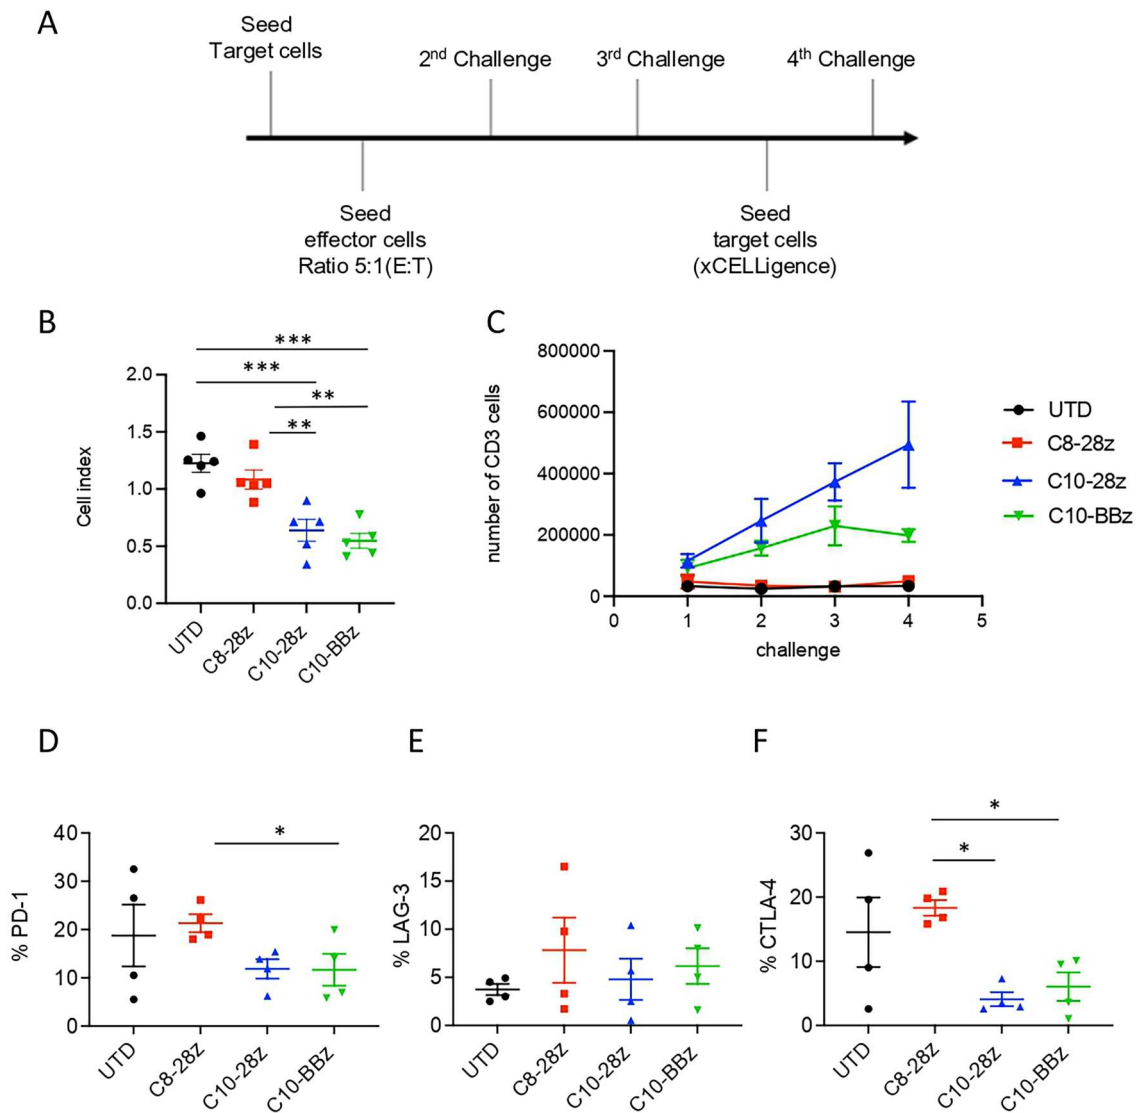 A
Seed
Target cells
2nd Challenge
3rd Challenge
4th Challenge
Seed
effector cells
Ratio 5:1(E:T)
Seed
target cells
(xCELLigence)
B
***
***
**
**
2.0
1.5
1.0
0.5
0.0
Cell index
UTD
C8-28z
C10-28z
C10-BBz
C
800000
600000
400000
200000
0
number of CD3 cells
0 1 2 3 4 5
challenge
UTD
C8-28z
C10-28z
C10-BBz
D
*
40
30
20
10
0
% PD-1
UTD
C8-28z
C10-28z
C10-BBz
E
20
15
10
5
0
% LAG-3
UTD
C8-28z
C10-28z
C10-BBz
F
*
*
30
20
10
0
% CTLA-4
UTD
C8-28z
C10-28z
C10-BBz